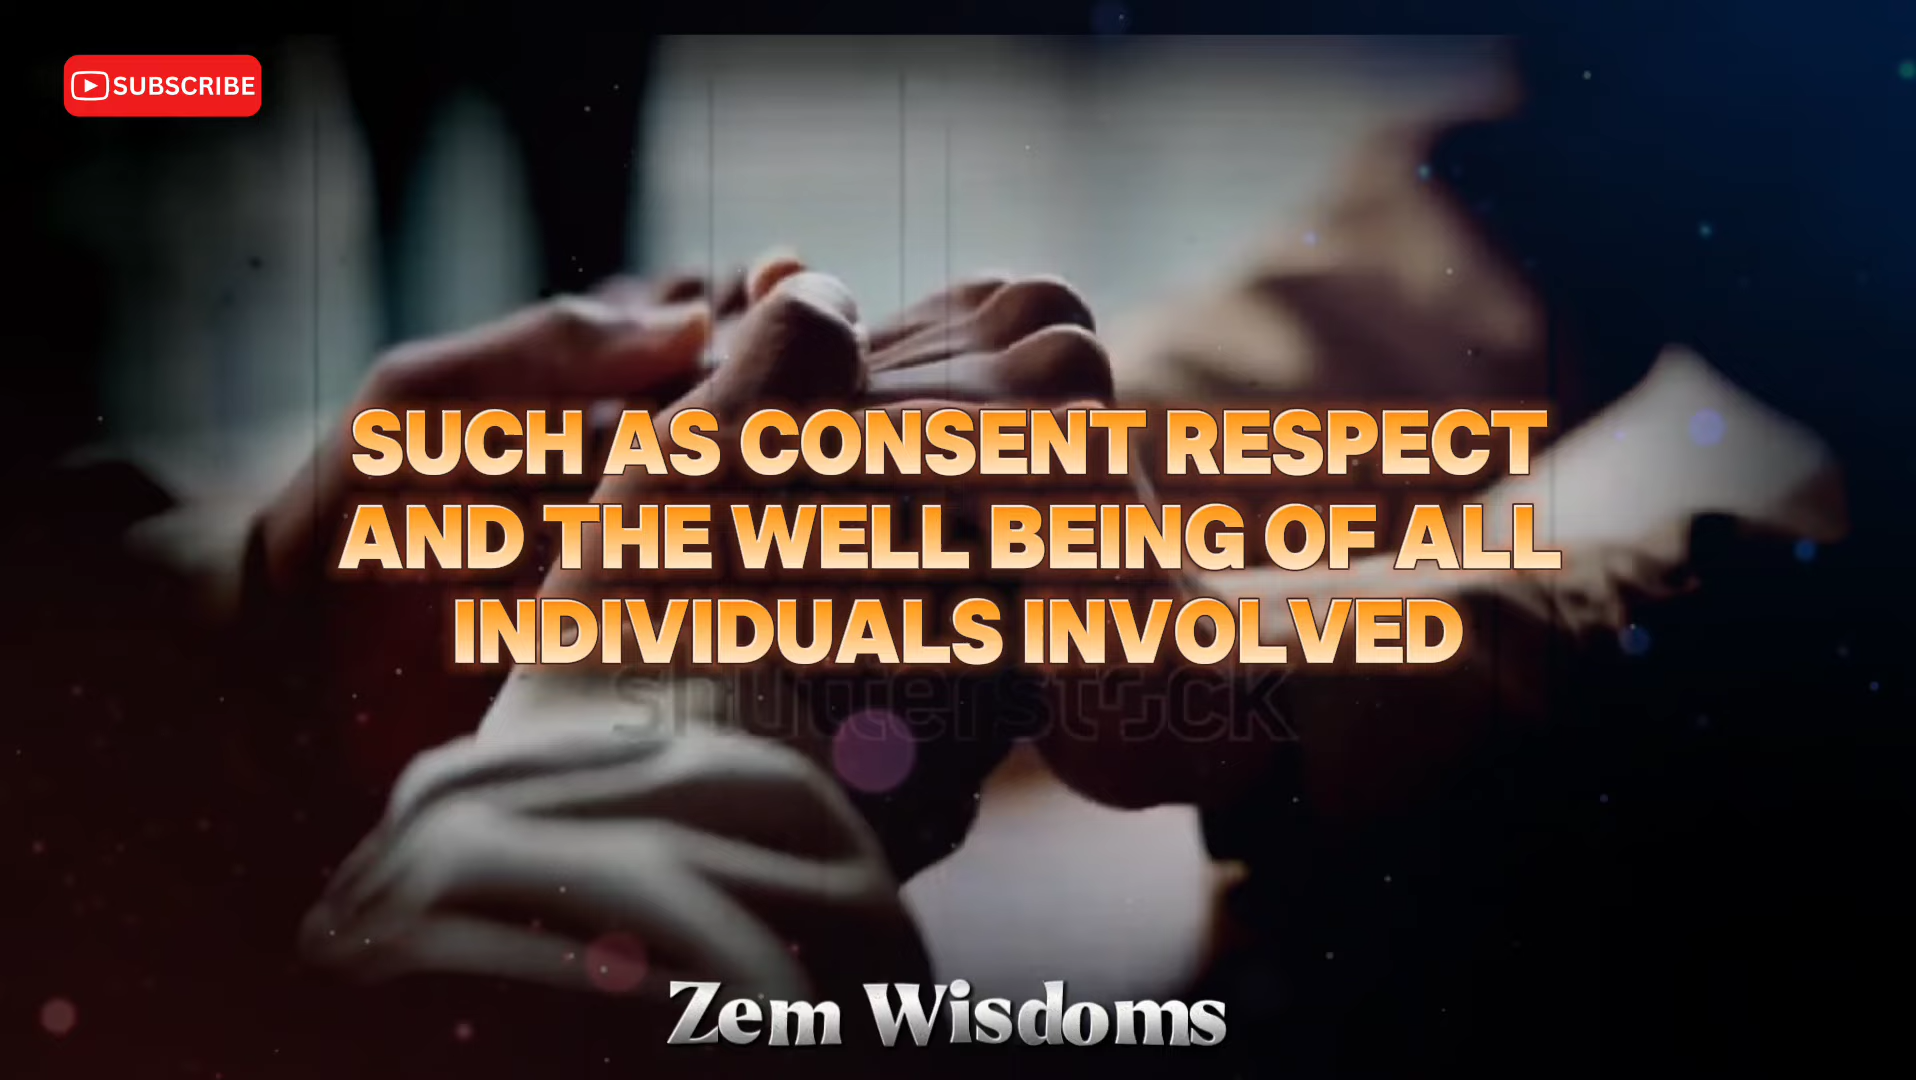 SUBSCRIBE
SUCH AS CONSENT RESPECT
AND THE WELL BEING OF ALL
INDIVIDUALS INVOLVED
shutterstock
Zem Wisdoms